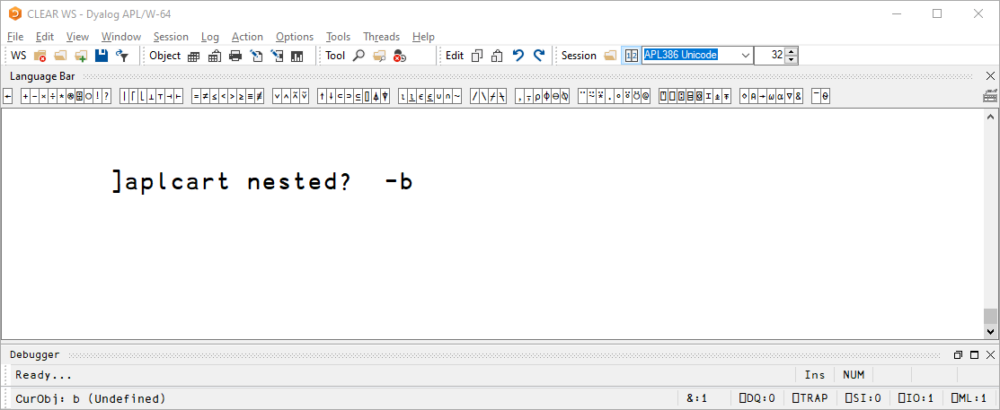 CLEAR WS - Dyalog APL/W-64
File Edit View Window Session Log Action Options Tools Threads Help
WS Object Tool Edit Session APL386 Unicode 32
Language Bar
]aplcart nested?  -b
Debugger
Ready... Ins NUM
CurObj: b (Undefined) &:1 ⎕DQ:0 ⎕TRAP ⎕SI:0 ⎕IO:1 ⎕ML:1